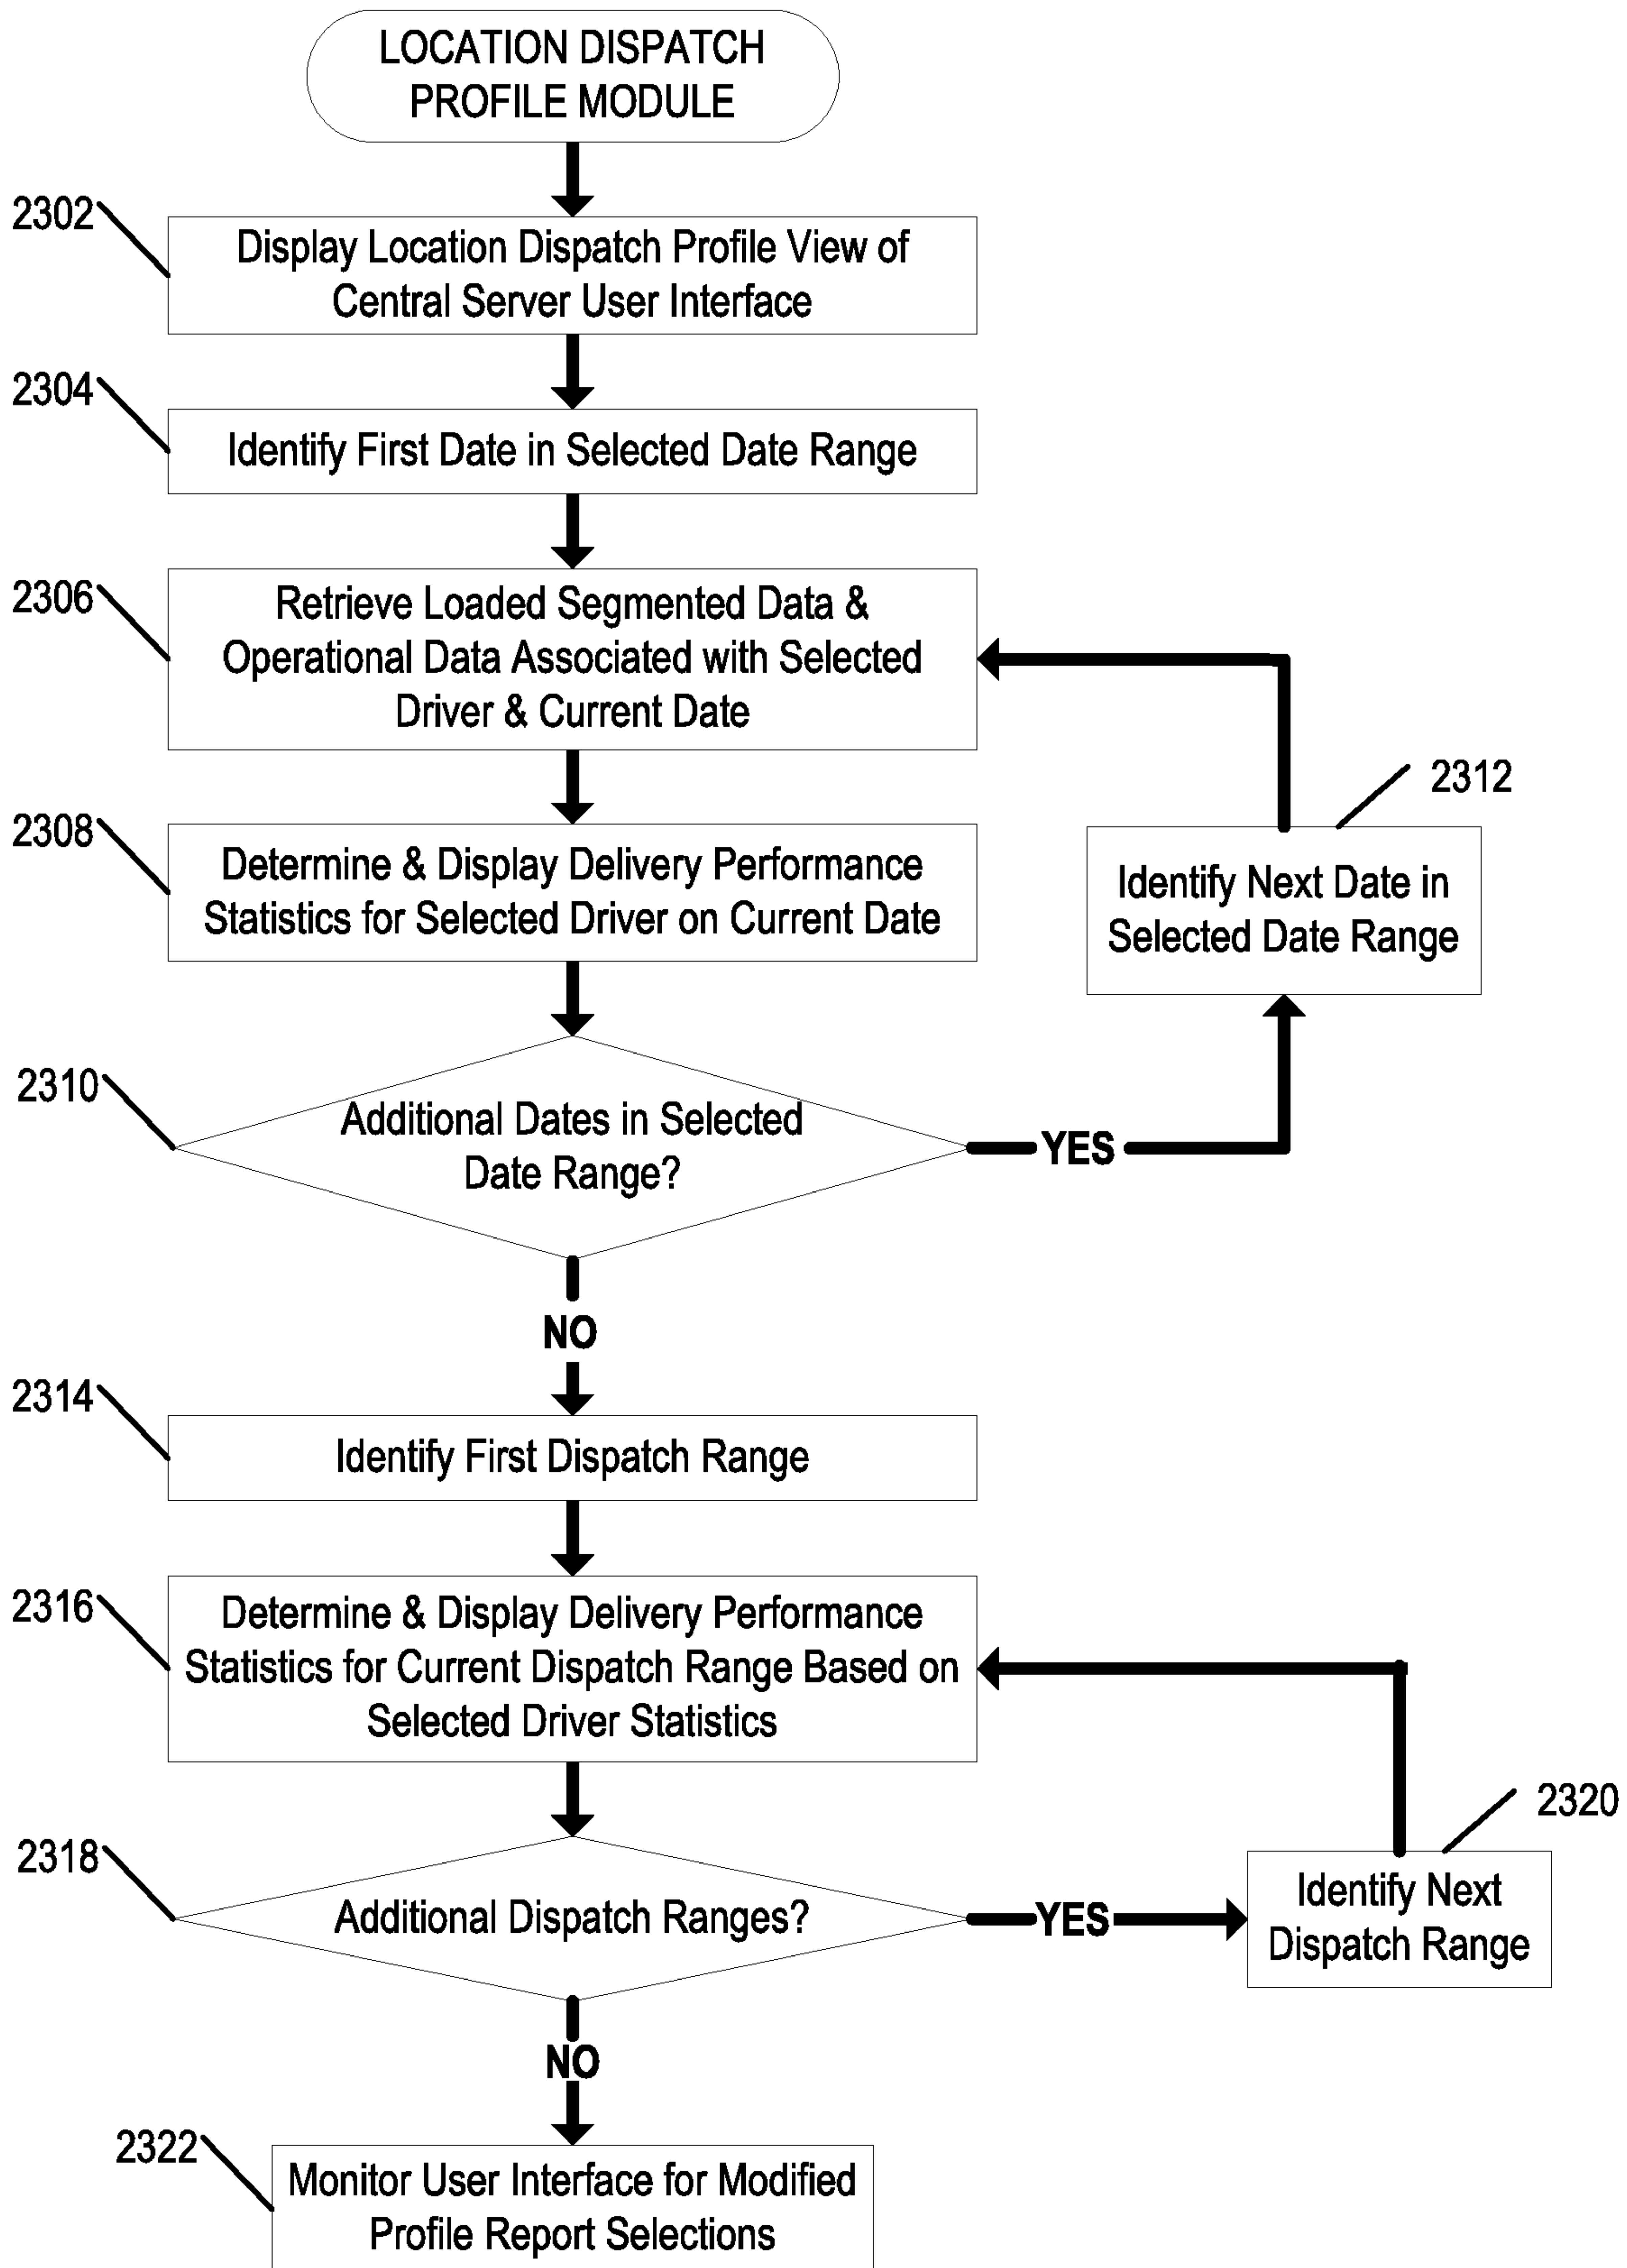 LOCATION DISPATCH
PROFILE MODULE
2302
Display Location Dispatch Profile View of
Central Server User Interface
2304
Identify First Date in Selected Date Range
2306
Retrieve Loaded Segmented Data &
Operational Data Associated with Selected
Driver & Current Date
2308
Determine & Display Delivery Performance
Statistics for Selected Driver on Current Date
2312
Identify Next Date in
Selected Date Range
2310
Additional Dates in Selected
Date Range?
YES
NO
2314
Identify First Dispatch Range
2316
Determine & Display Delivery Performance
Statistics for Current Dispatch Range Based on
Selected Driver Statistics
2318
Additional Dispatch Ranges?
YES
2320
Identify Next
Dispatch Range
NO
2322
Monitor User Interface for Modified
Profile Report Selections